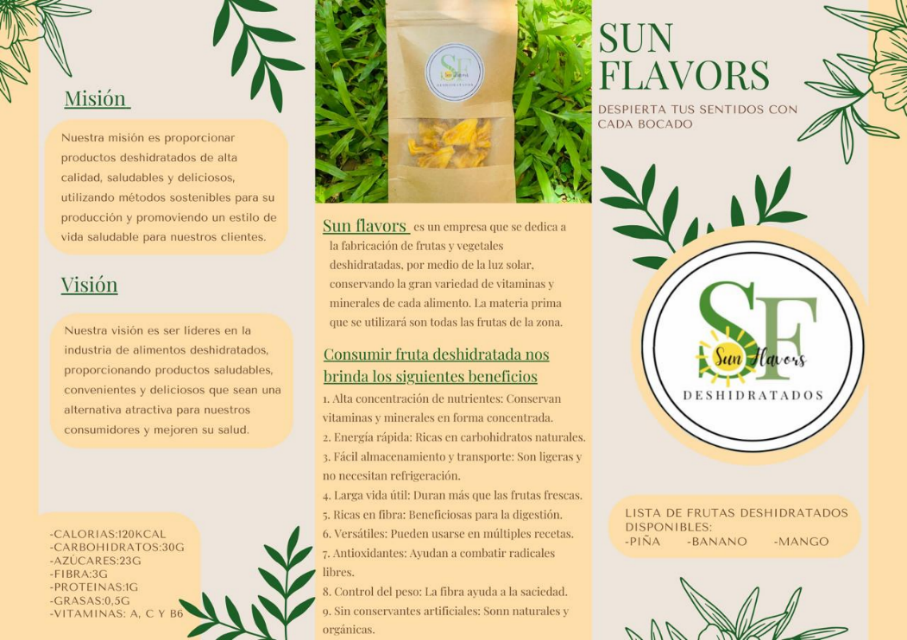 Misión
Nuestra misión es proporcionar
productos deshidratados de alta
calidad, saludables y deliciosos,
utilizando métodos sostenibles para su
producción y promoviendo un estilo de
vida saludable para nuestros clientes.
Visión
Nuestra visión es ser líderes en la
industria de alimentos deshidratados,
proporcionando productos saludables,
convenientes y deliciosos que sean una
alternativa atractiva para nuestros
consumidores y mejoren su salud.
-CALORIAS:120KCAL
-CARBOHIDRATOS:30G
-AZÚCARES:23G
-FIBRA:3G
-PROTEINAS:1G
-GRASAS:0,5G
-VITAMINAS: A, C Y B6
SF
Sun flavors
DESHIDRATADOS
Sun flavors es un empresa que se dedica a
la fabricación de frutas y vegetales
deshidratadas, por medio de la luz solar,
conservando la gran variedad de vitaminas y
minerales de cada alimento. La materia prima
que se utilizará son todas las frutas de la zona.
Consumir fruta deshidratada nos
brinda los siguientes beneficios
1. Alta concentración de nutrientes: Conservan
vitaminas y minerales en forma concentrada.
2. Energía rápida: Ricas en carbohidratos naturales.
3. Fácil almacenamiento y transporte: Son ligeras y
no necesitan refrigeración.
4. Larga vida útil: Duran más que las frutas frescas.
5. Ricas en fibra: Beneficiosas para la digestión.
6. Versátiles: Pueden usarse en múltiples recetas.
7. Antioxidantes: Ayudan a combatir radicales
libres.
8. Control del peso: La fibra ayuda a la saciedad.
9. Sin conservantes artificiales: Sonn naturales y
orgánicas.
SUN
FLAVORS
DESPIERTA TUS SENTIDOS CON
CADA BOCADO
SF
Sun flavors
DESHIDRATADOS
LISTA DE FRUTAS DESHIDRATADOS
DISPONIBLES:
-PIÑA -BANANO -MANGO